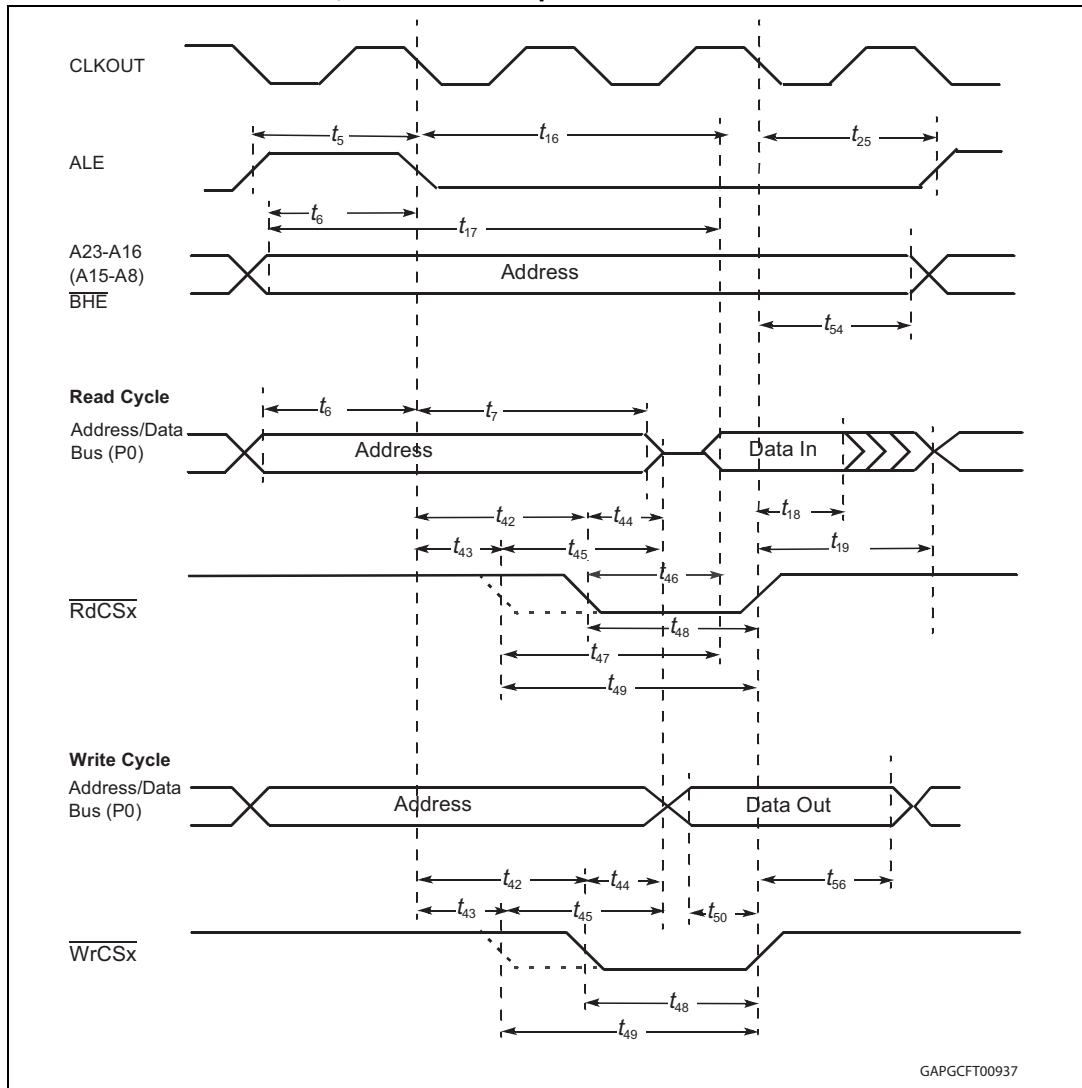 CLKOUT
t5
t16
t25
ALE
t6
t17
A23-A16
(A15-A8)
BHE
Address
t54
Read Cycle
t6
t7
Address/Data
Bus (P0)
Address
Data In
t42
t44
t18
t43
t45
t19
t46
RdCSx
t48
t47
t49
Write Cycle
Address/Data
Bus (P0)
Address
Data Out
t42
t44
t56
t43
t45
t50
WrCSx
t48
t49
GAPGCFT00937